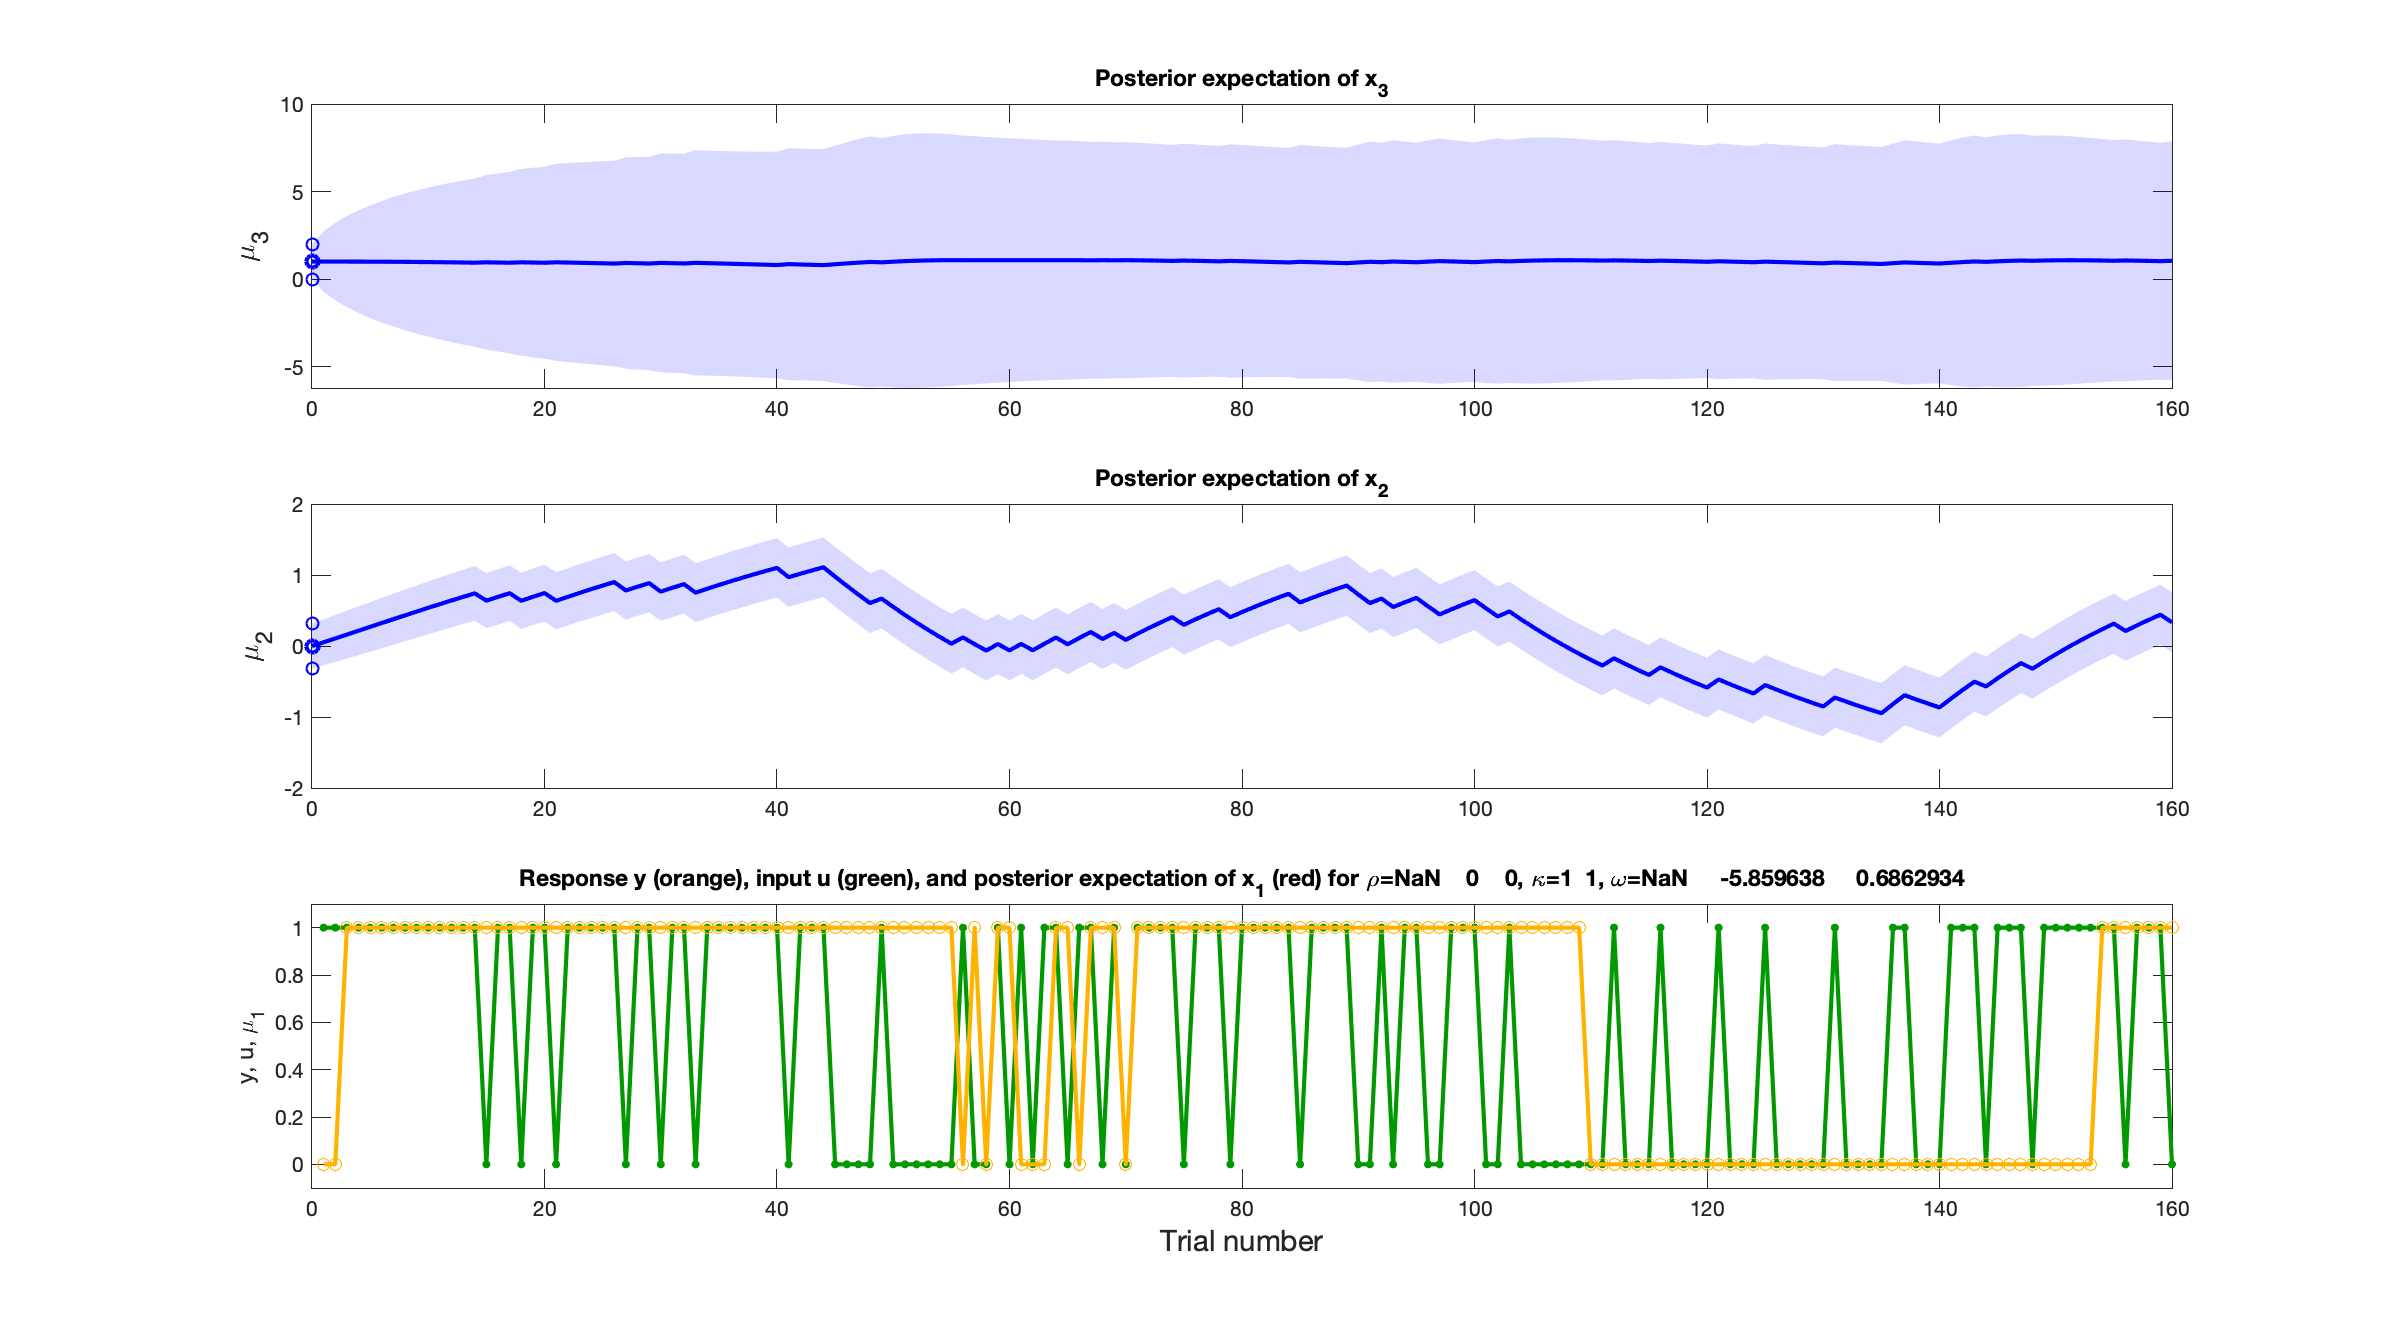 Posterior expectation of x3
10
5
0
-5
μ3
0 20 40 60 80 100 120 140 160
Posterior expectation of x2
2
1
0
-1
-2
μ2
0 20 40 60 80 100 120 140 160
Response y (orange), input u (green), and posterior expectation of x1 (red) for ρ=NaN 0 0, κ=1 1, ω=NaN -5.859638 0.6862934
1
0.8
0.6
0.4
0.2
0
y, u, μ1
0 20 40 60 80 100 120 140 160
Trial number